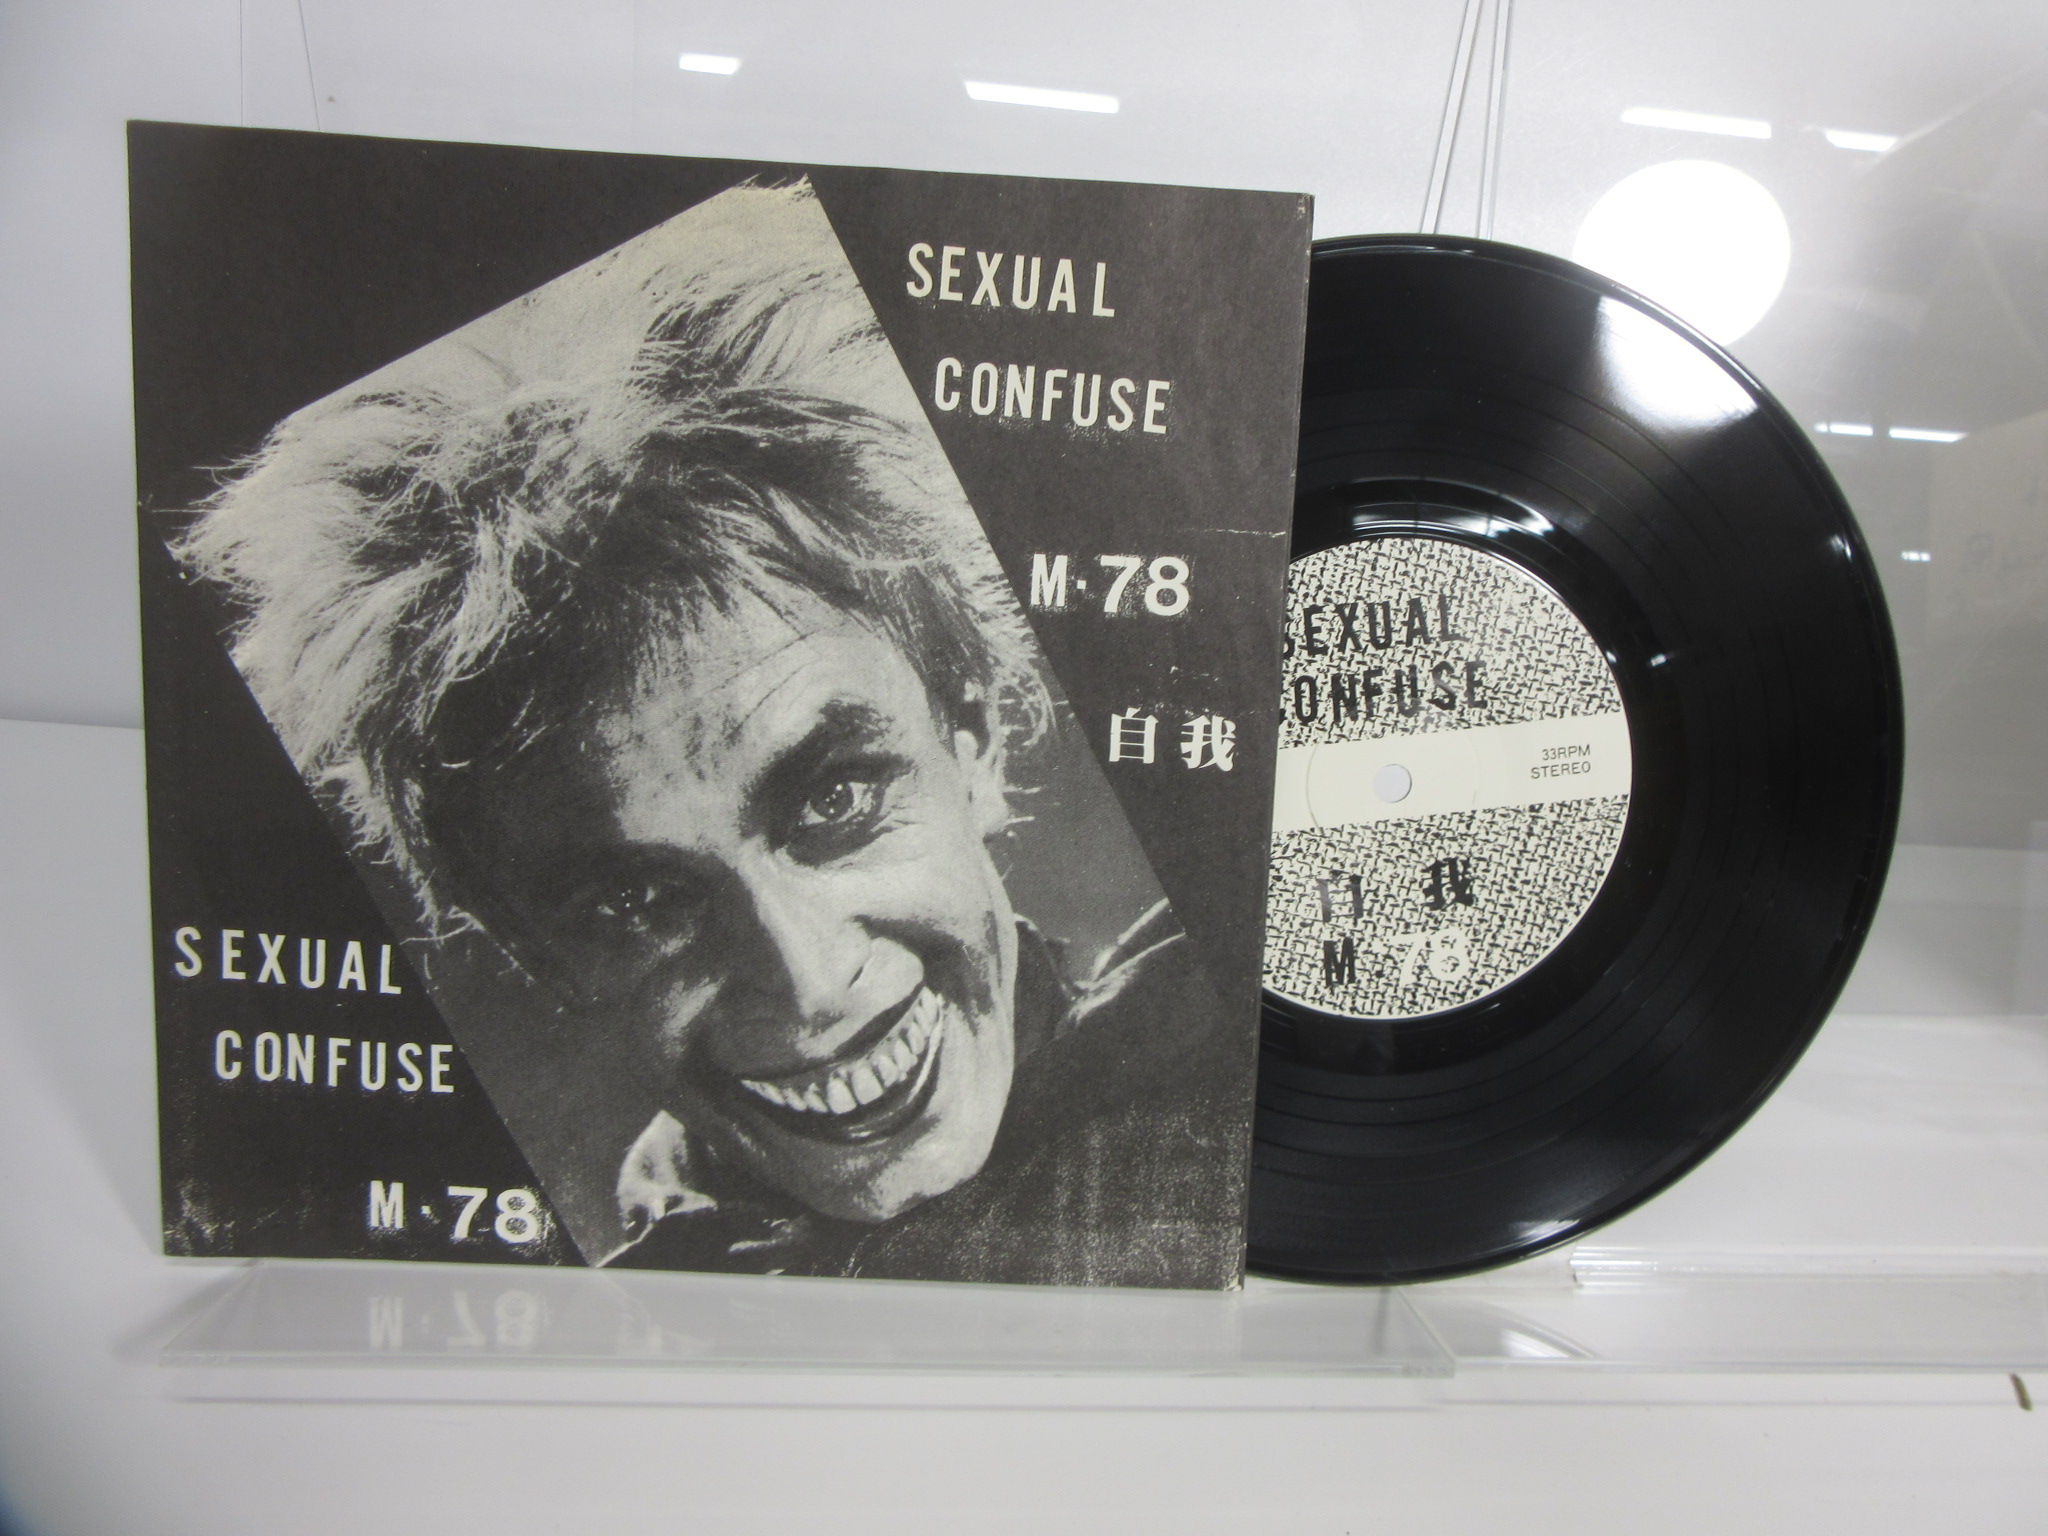 SEXUAL
CONFUSE
M·78
自我
SEXUAL
CONFUSE
M·78
SEXUAL
CONFUSE
33RPM
STEREO
自 我
M·78